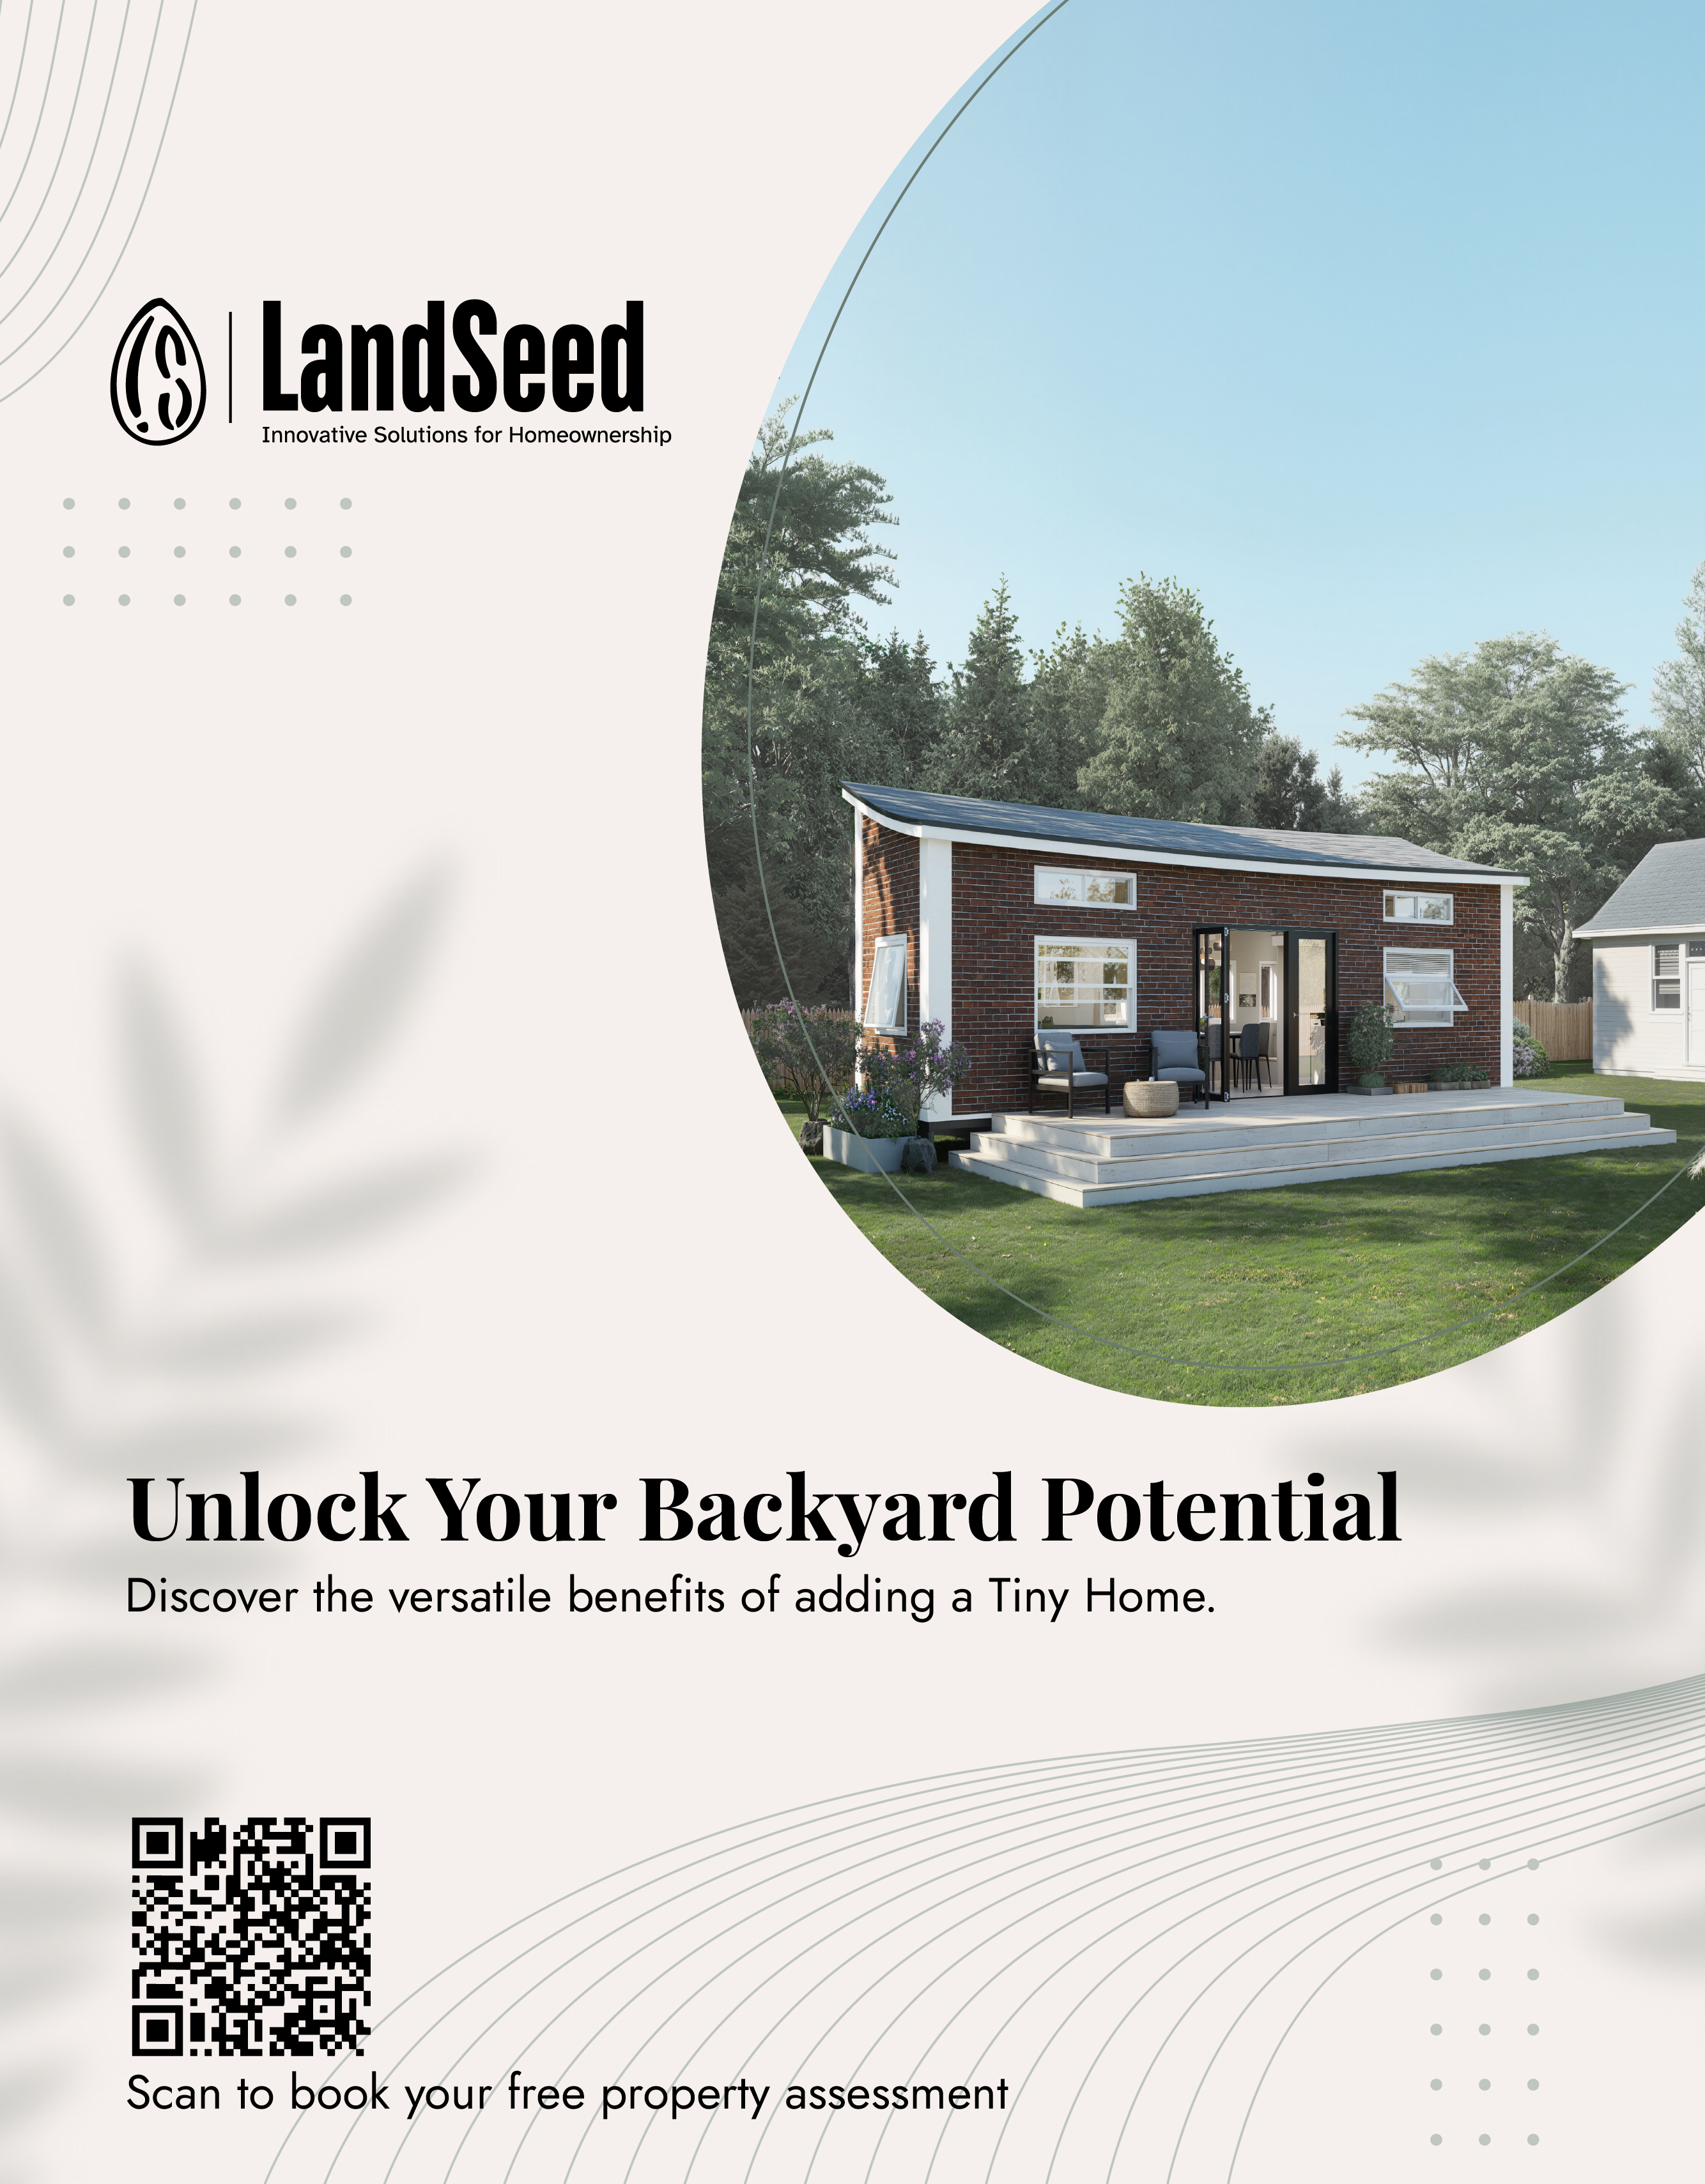 LandSeed
Innovative Solutions for Homeownership
Unlock Your Backyard Potential
Discover the versatile benefits of adding a Tiny Home.
Scan to book your free property assessment